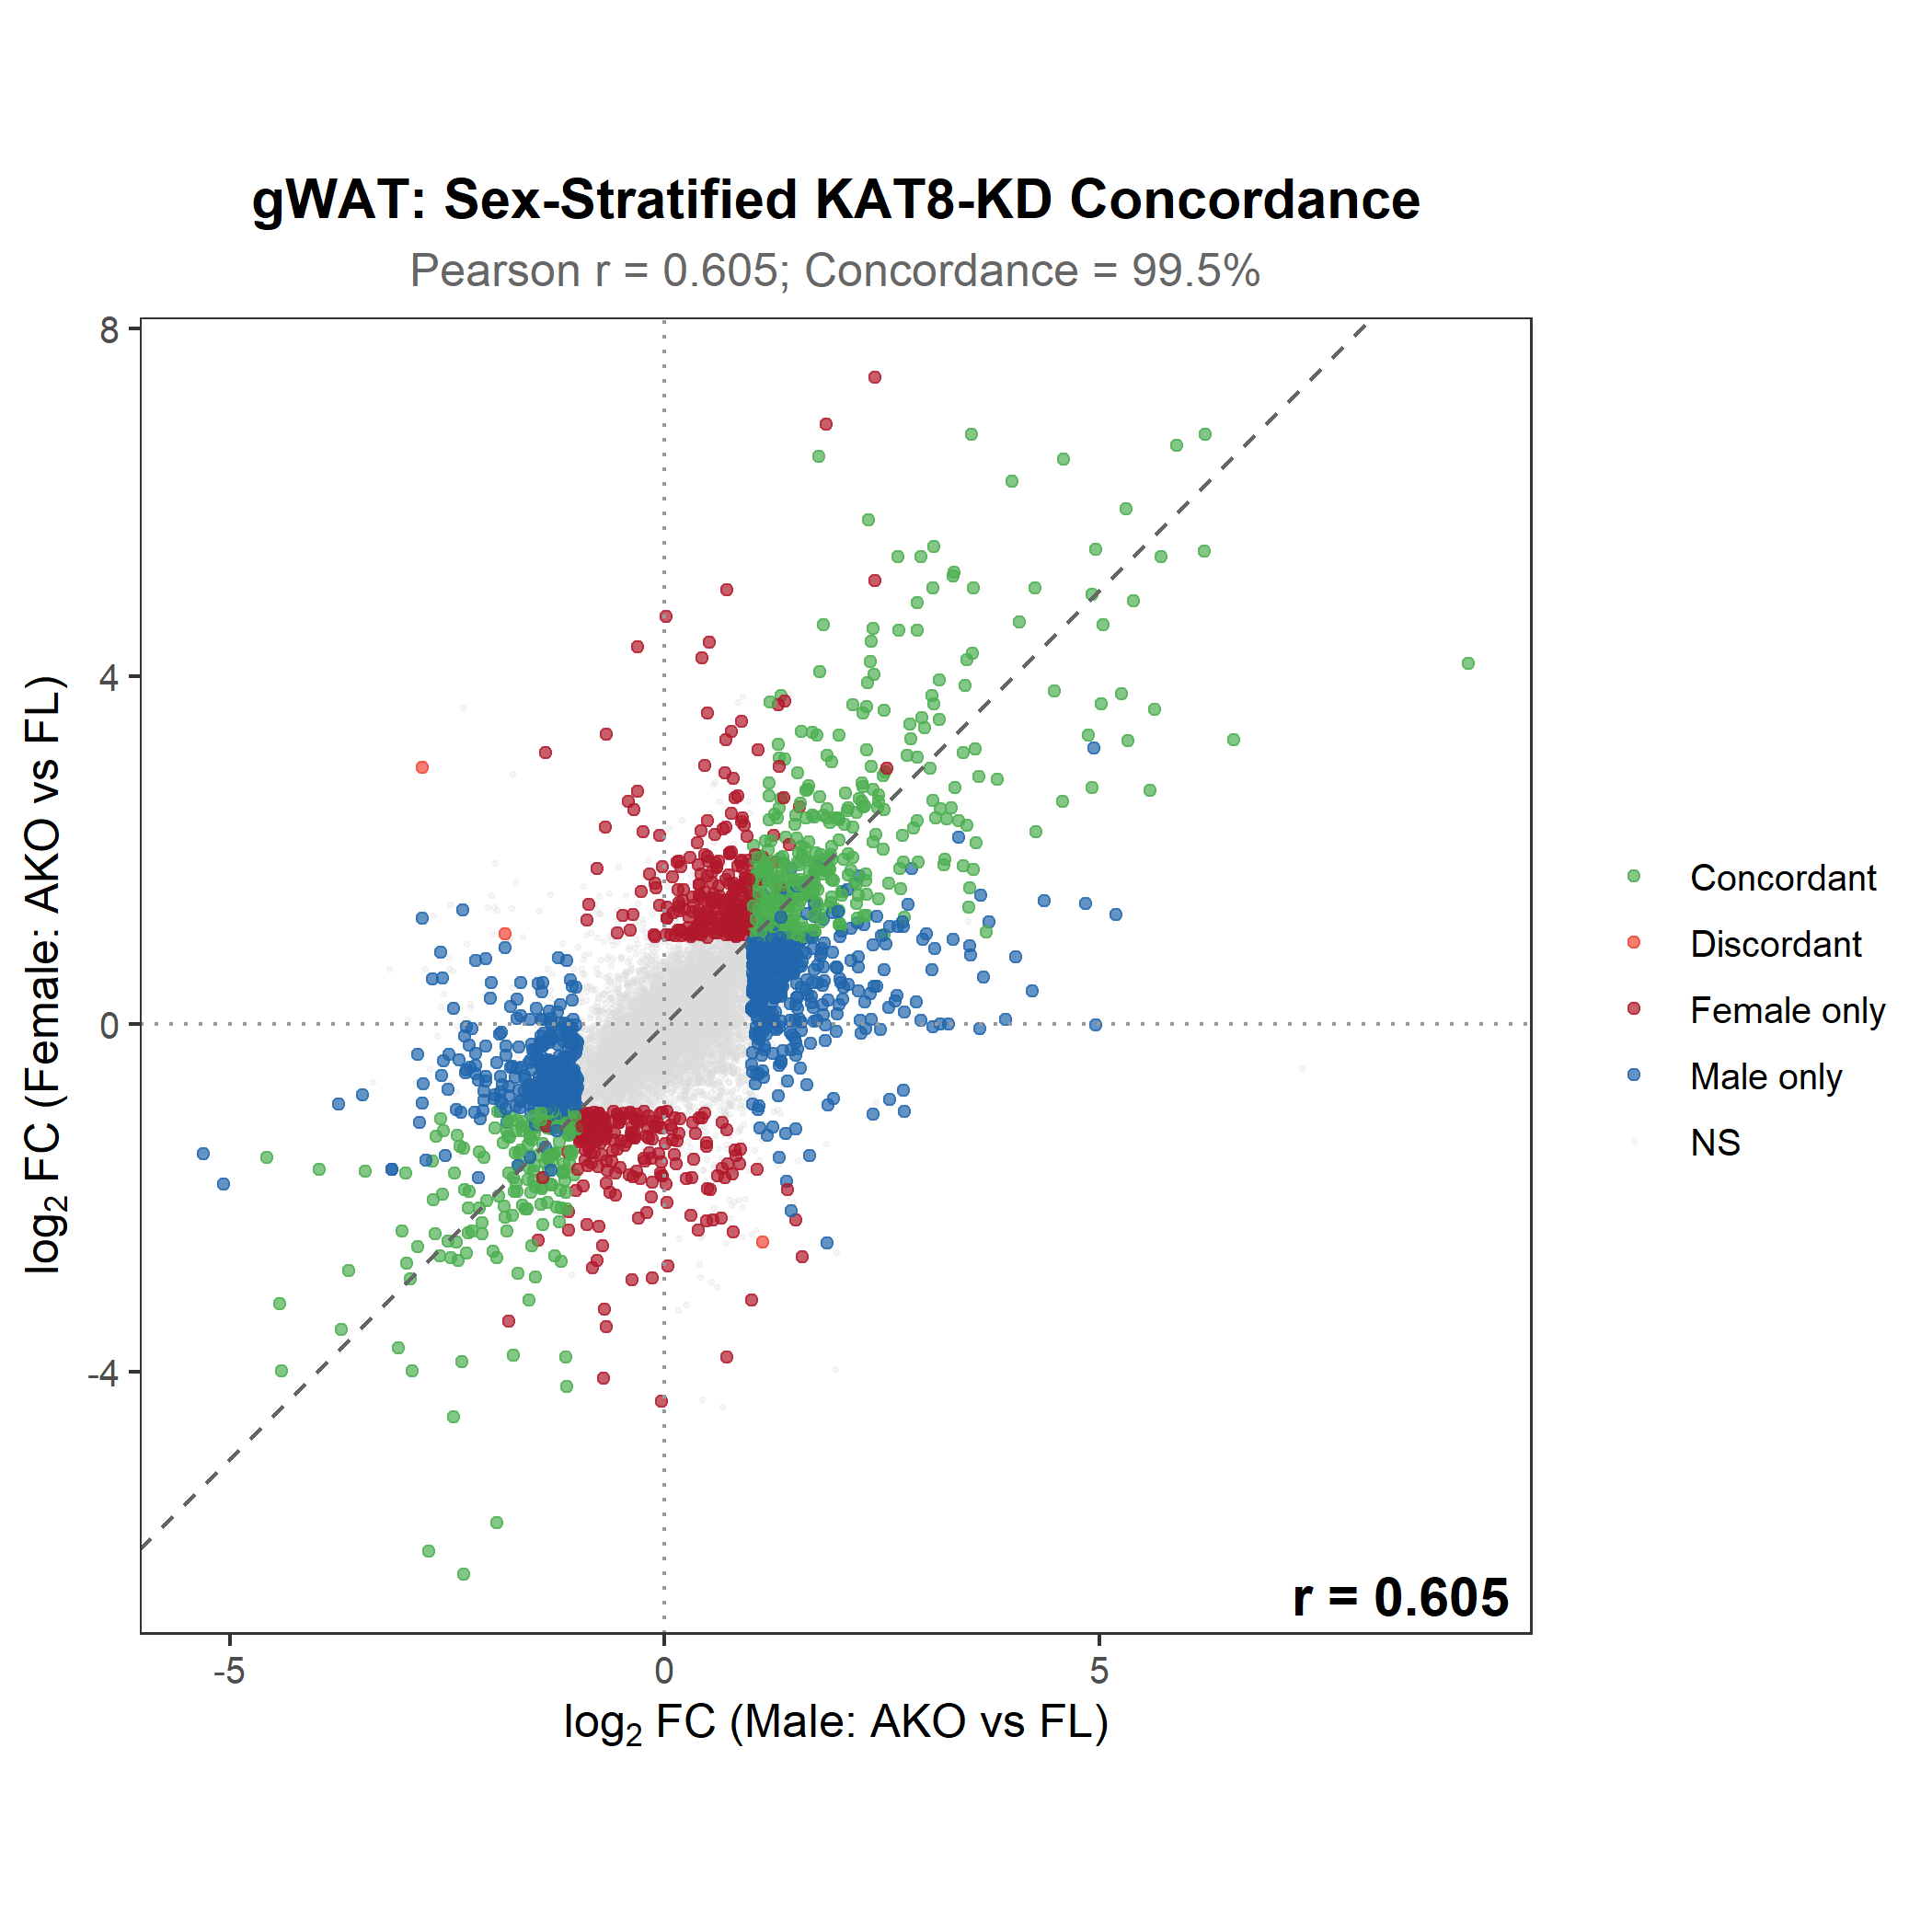 gWAT: Sex-Stratified KAT8-KD Concordance
Pearson r = 0.605; Concordance = 99.5%
8
4
0
-4
log₂ FC (Female: AKO vs FL)
r = 0.605
-5 0 5
log₂ FC (Male: AKO vs FL)
Concordant
Discordant
Female only
Male only
NS